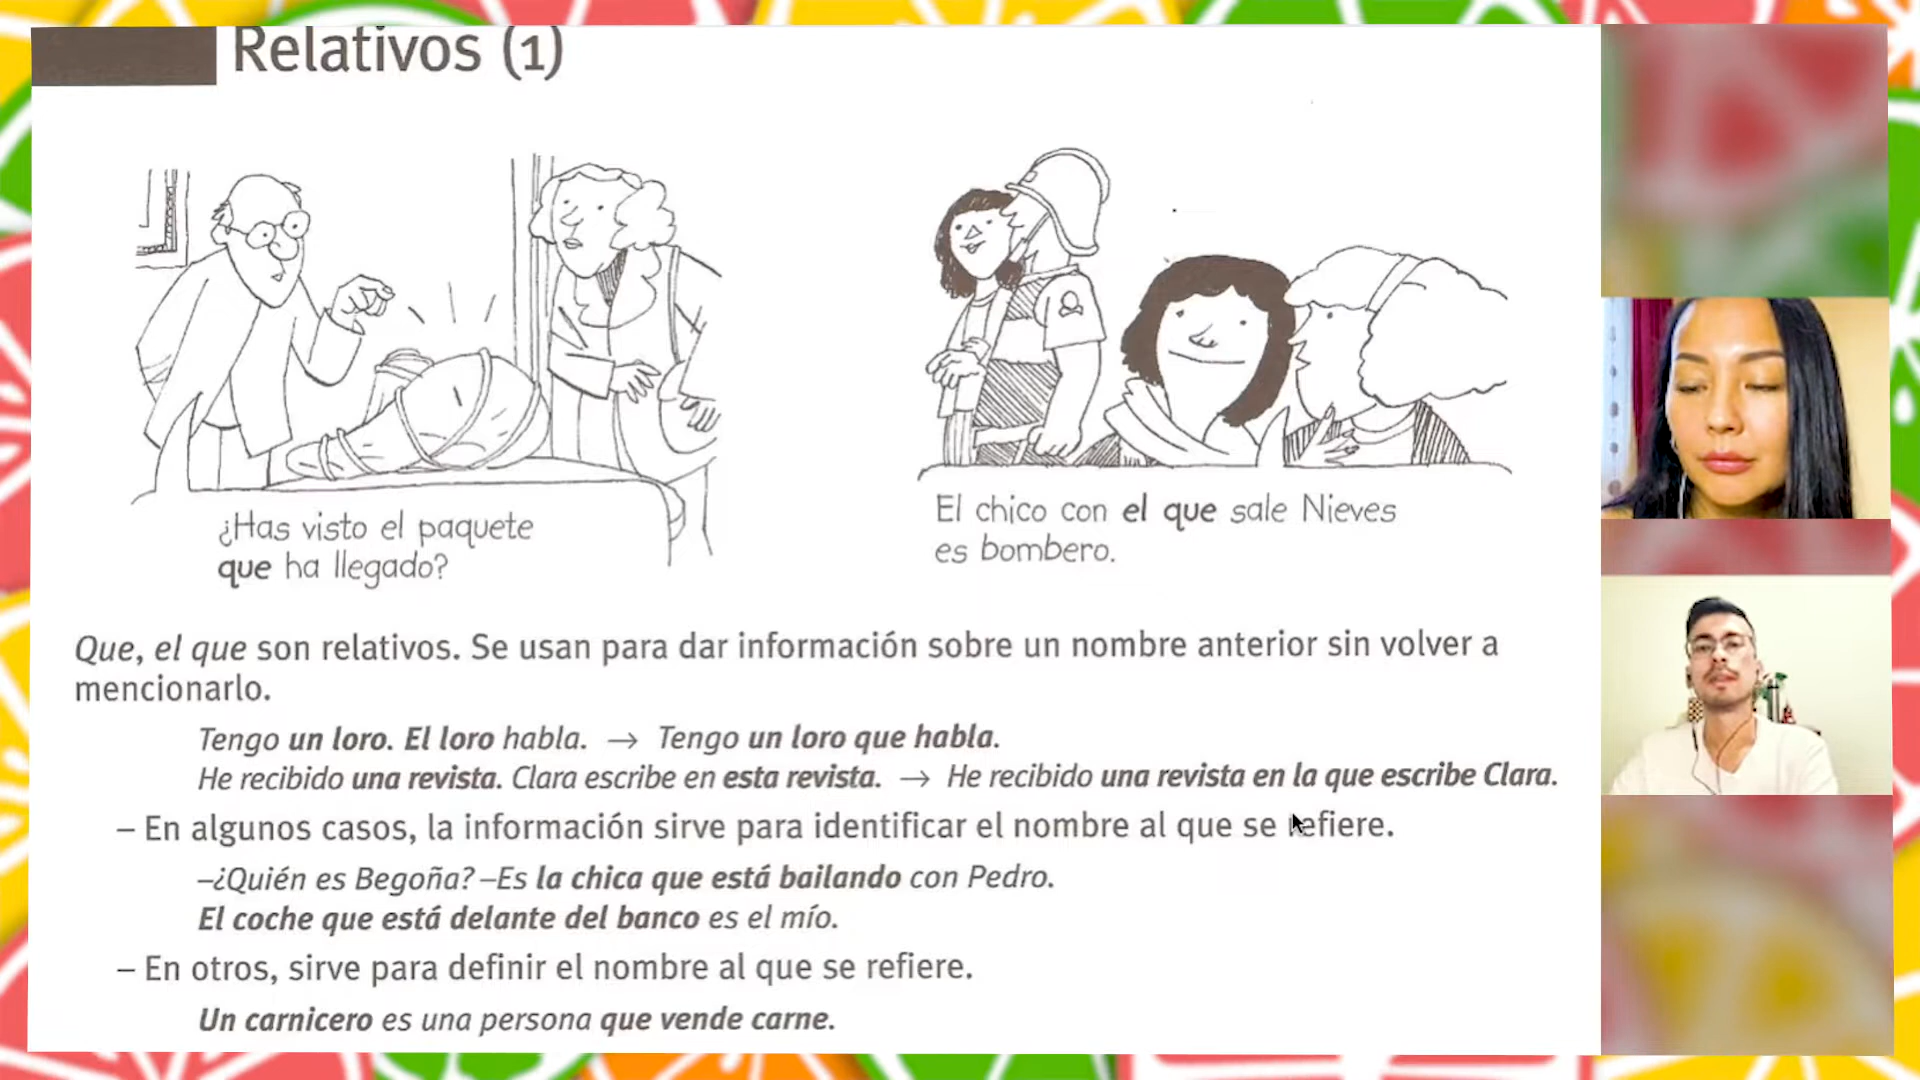 Relativos (1)
¿Has visto el paquete
que ha llegado?
El chico con el que sale Nieves
es bombero.
Que, el que son relativos. Se usan para dar información sobre un nombre anterior sin volver a
mencionarlo.
Tengo un loro. El loro habla. → Tengo un loro que habla.
He recibido una revista. Clara escribe en esta revista. → He recibido una revista en la que escribe Clara.
– En algunos casos, la información sirve para identificar el nombre al que se refiere.
–¿Quién es Begoña? –Es la chica que está bailando con Pedro.
El coche que está delante del banco es el mío.
– En otros, sirve para definir el nombre al que se refiere.
Un carnicero es una persona que vende carne.